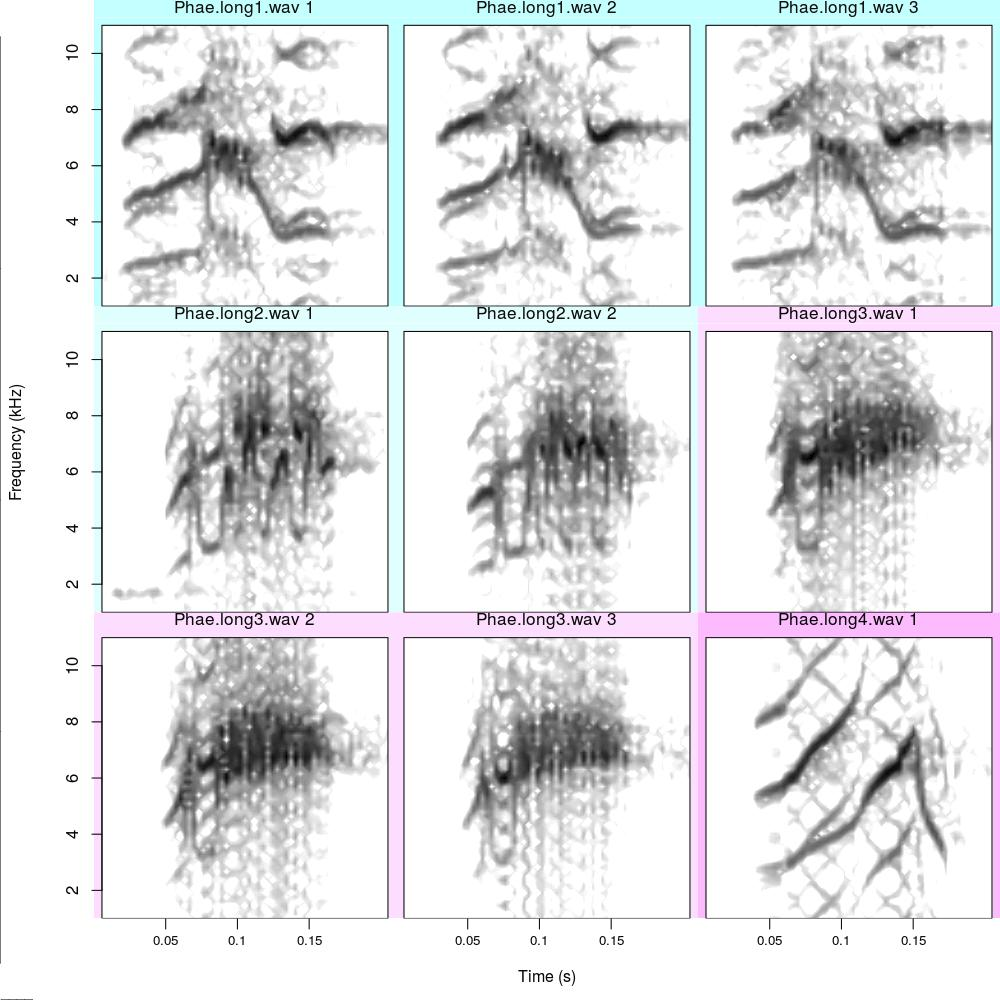 Phae.long1.wav 1 Phae.long1.wav 2 Phae.long1.wav 3
10
8
6
4
2
Phae.long2.wav 1 Phae.long2.wav 2 Phae.long3.wav 1
10
8
6
4
2
Frequency (kHz)
Phae.long3.wav 2 Phae.long3.wav 3 Phae.long4.wav 1
10
8
6
4
2
0.05 0.1 0.15 0.05 0.1 0.15 0.05 0.1 0.15
Time (s)